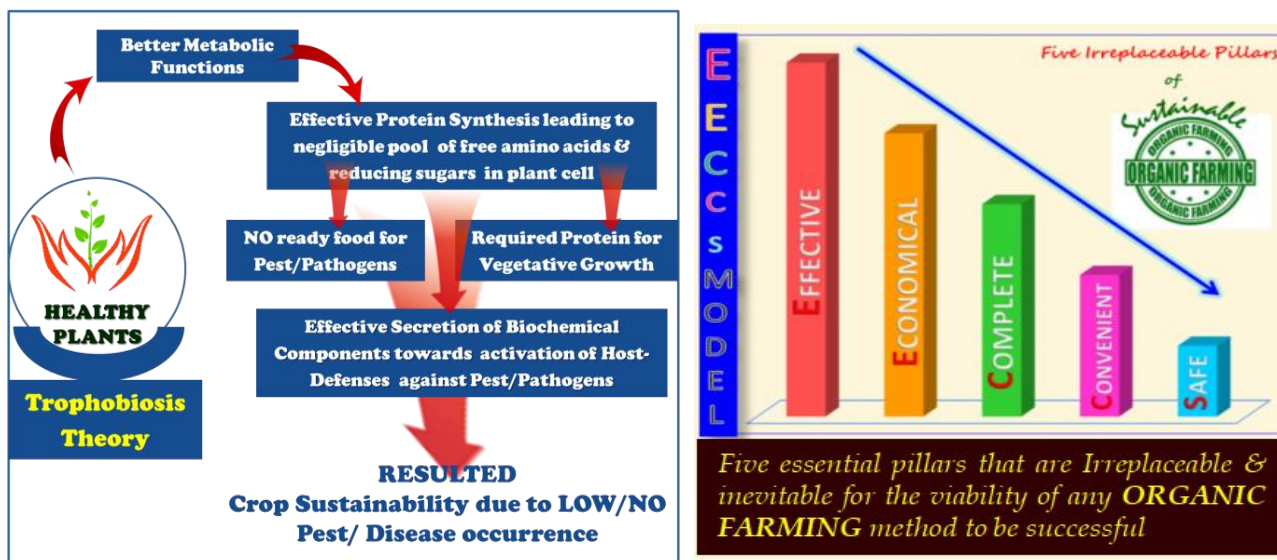 Better Metabolic
Functions
Effective Protein Synthesis leading to
negligible pool of free amino acids &
reducing sugars in plant cell
NO ready food for
Pest/Pathogens
Required Protein for
Vegetative Growth
HEALTHY
PLANTS
Effective Secretion of Biochemical
Components towards activation of Host-
Defenses against Pest/Pathogens
Trophobiosis
Theory
RESULTED
Crop Sustainability due to LOW/NO
Pest/ Disease occurrence
EECCS MODEL
Five Irreplaceable Pillars
of
Sustainable
ORGANIC FARMING
ORGANIC FARMING
ORGANIC FARMING
EFFECTIVE
ECONOMICAL
COMPLETE
CONVENIENT
SAFE
Five essential pillars that are Irreplaceable &
inevitable for the viability of any ORGANIC
FARMING method to be successful